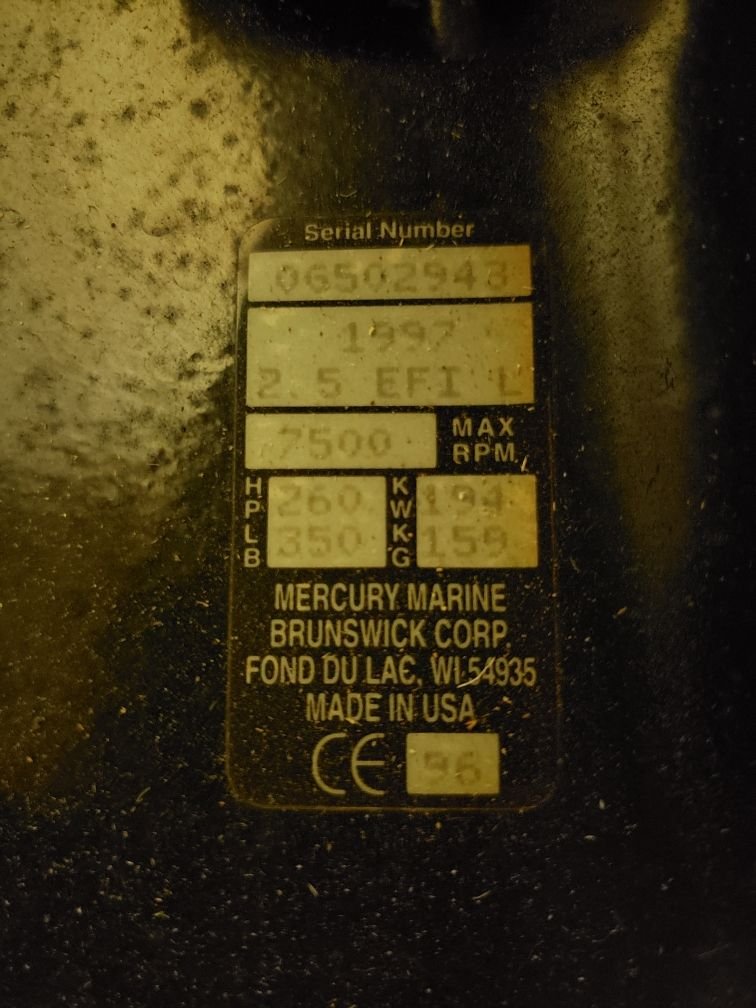 Serial Number
0G502943
1997
2.5 EFI L
7500 MAX RPM
HP 260 KW 194
LB 350 KG 159
MERCURY MARINE
BRUNSWICK CORP
FOND DU LAC, WI 54935
MADE IN USA
CE 96